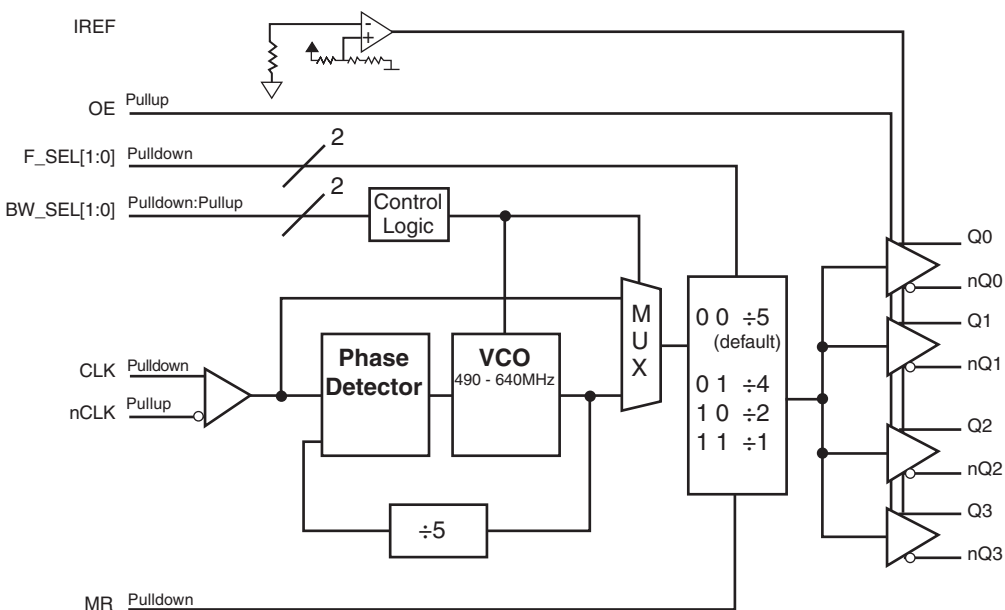 IREF
-
+
OE Pullup
F_SEL[1:0] Pulldown
2
BW_SEL[1:0] Pulldown:Pullup
2
Control
Logic
Q0
nQ0
Q1
nQ1
Q2
nQ2
Q3
nQ3
M
U
X
0 0 ÷5
(default)
0 1 ÷4
1 0 ÷2
1 1 ÷1
CLK Pulldown
nCLK Pullup
Phase
Detector
VCO
490 - 640MHz
÷5
MR Pulldown